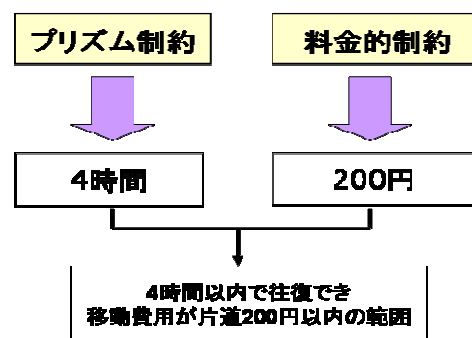 プリズム制約
料金的制約
4時間
200円
4時間以内で往復でき
移動費用が片道200円以内の範囲